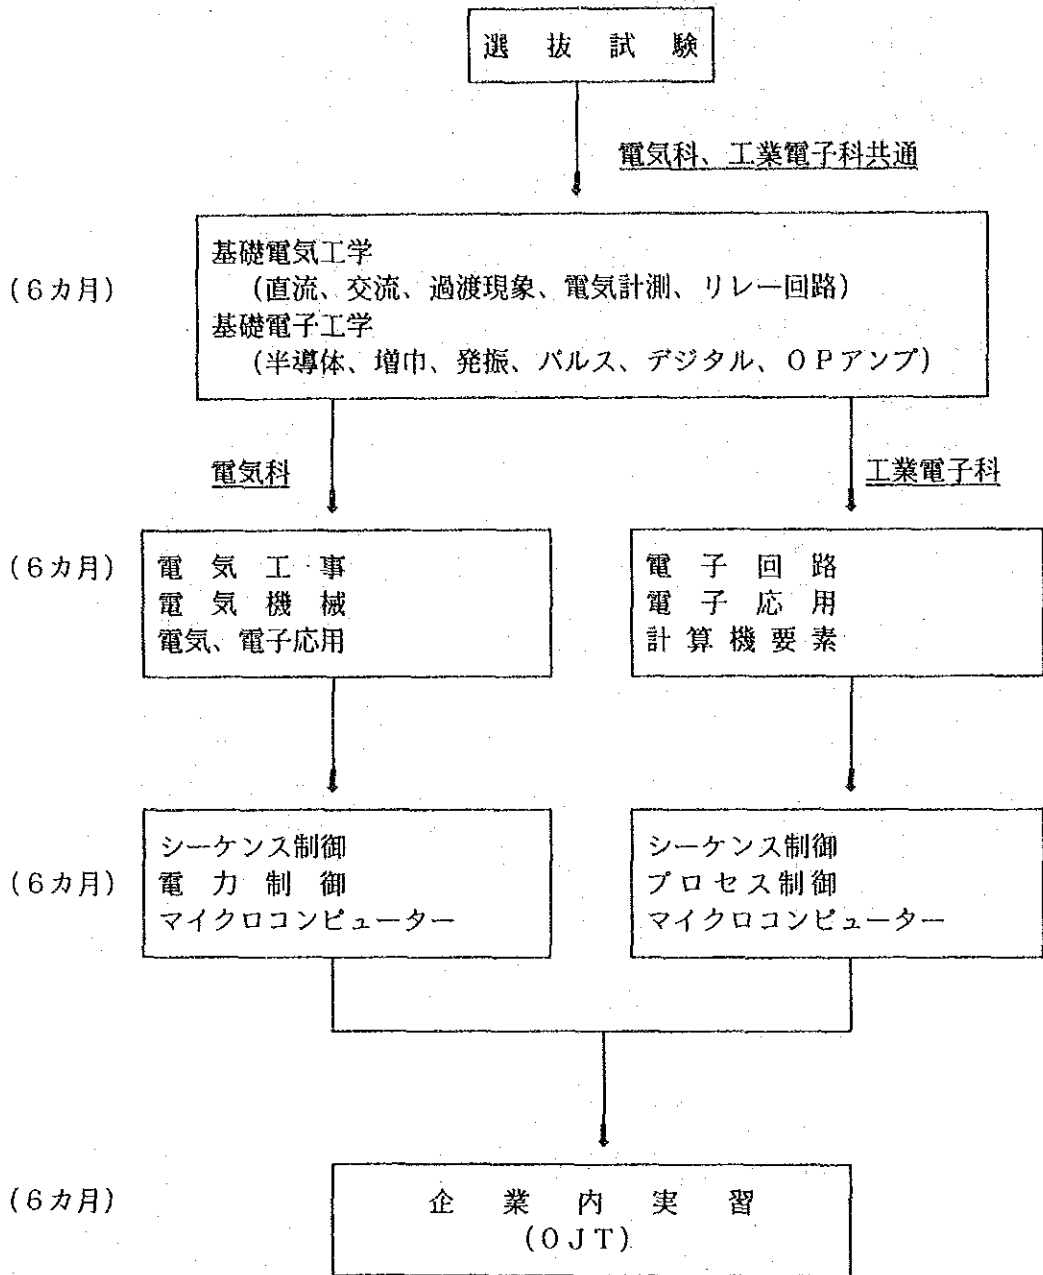 選抜試験
電気科、工業電子科共通
(6カ月)
基礎電気工学
(直流、交流、過渡現象、電気計測、リレー回路)
基礎電子工学
(半導体、増巾、発振、パルス、デジタル、OPアンプ)
電気科
工業電子科
(6カ月)
電気工事
電気機械
電気、電子応用
電子回路
電子応用
計算機要素
(6カ月)
シーケンス制御
電力制御
マイクロコンピューター
シーケンス制御
プロセス制御
マイクロコンピューター
(6カ月)
企業内実習
(OJT)